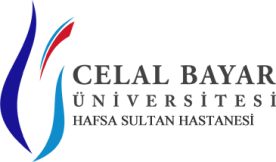 CELAL BAYAR
ÜNİVERSİTESİ
HAFSA SULTAN HASTANESİ